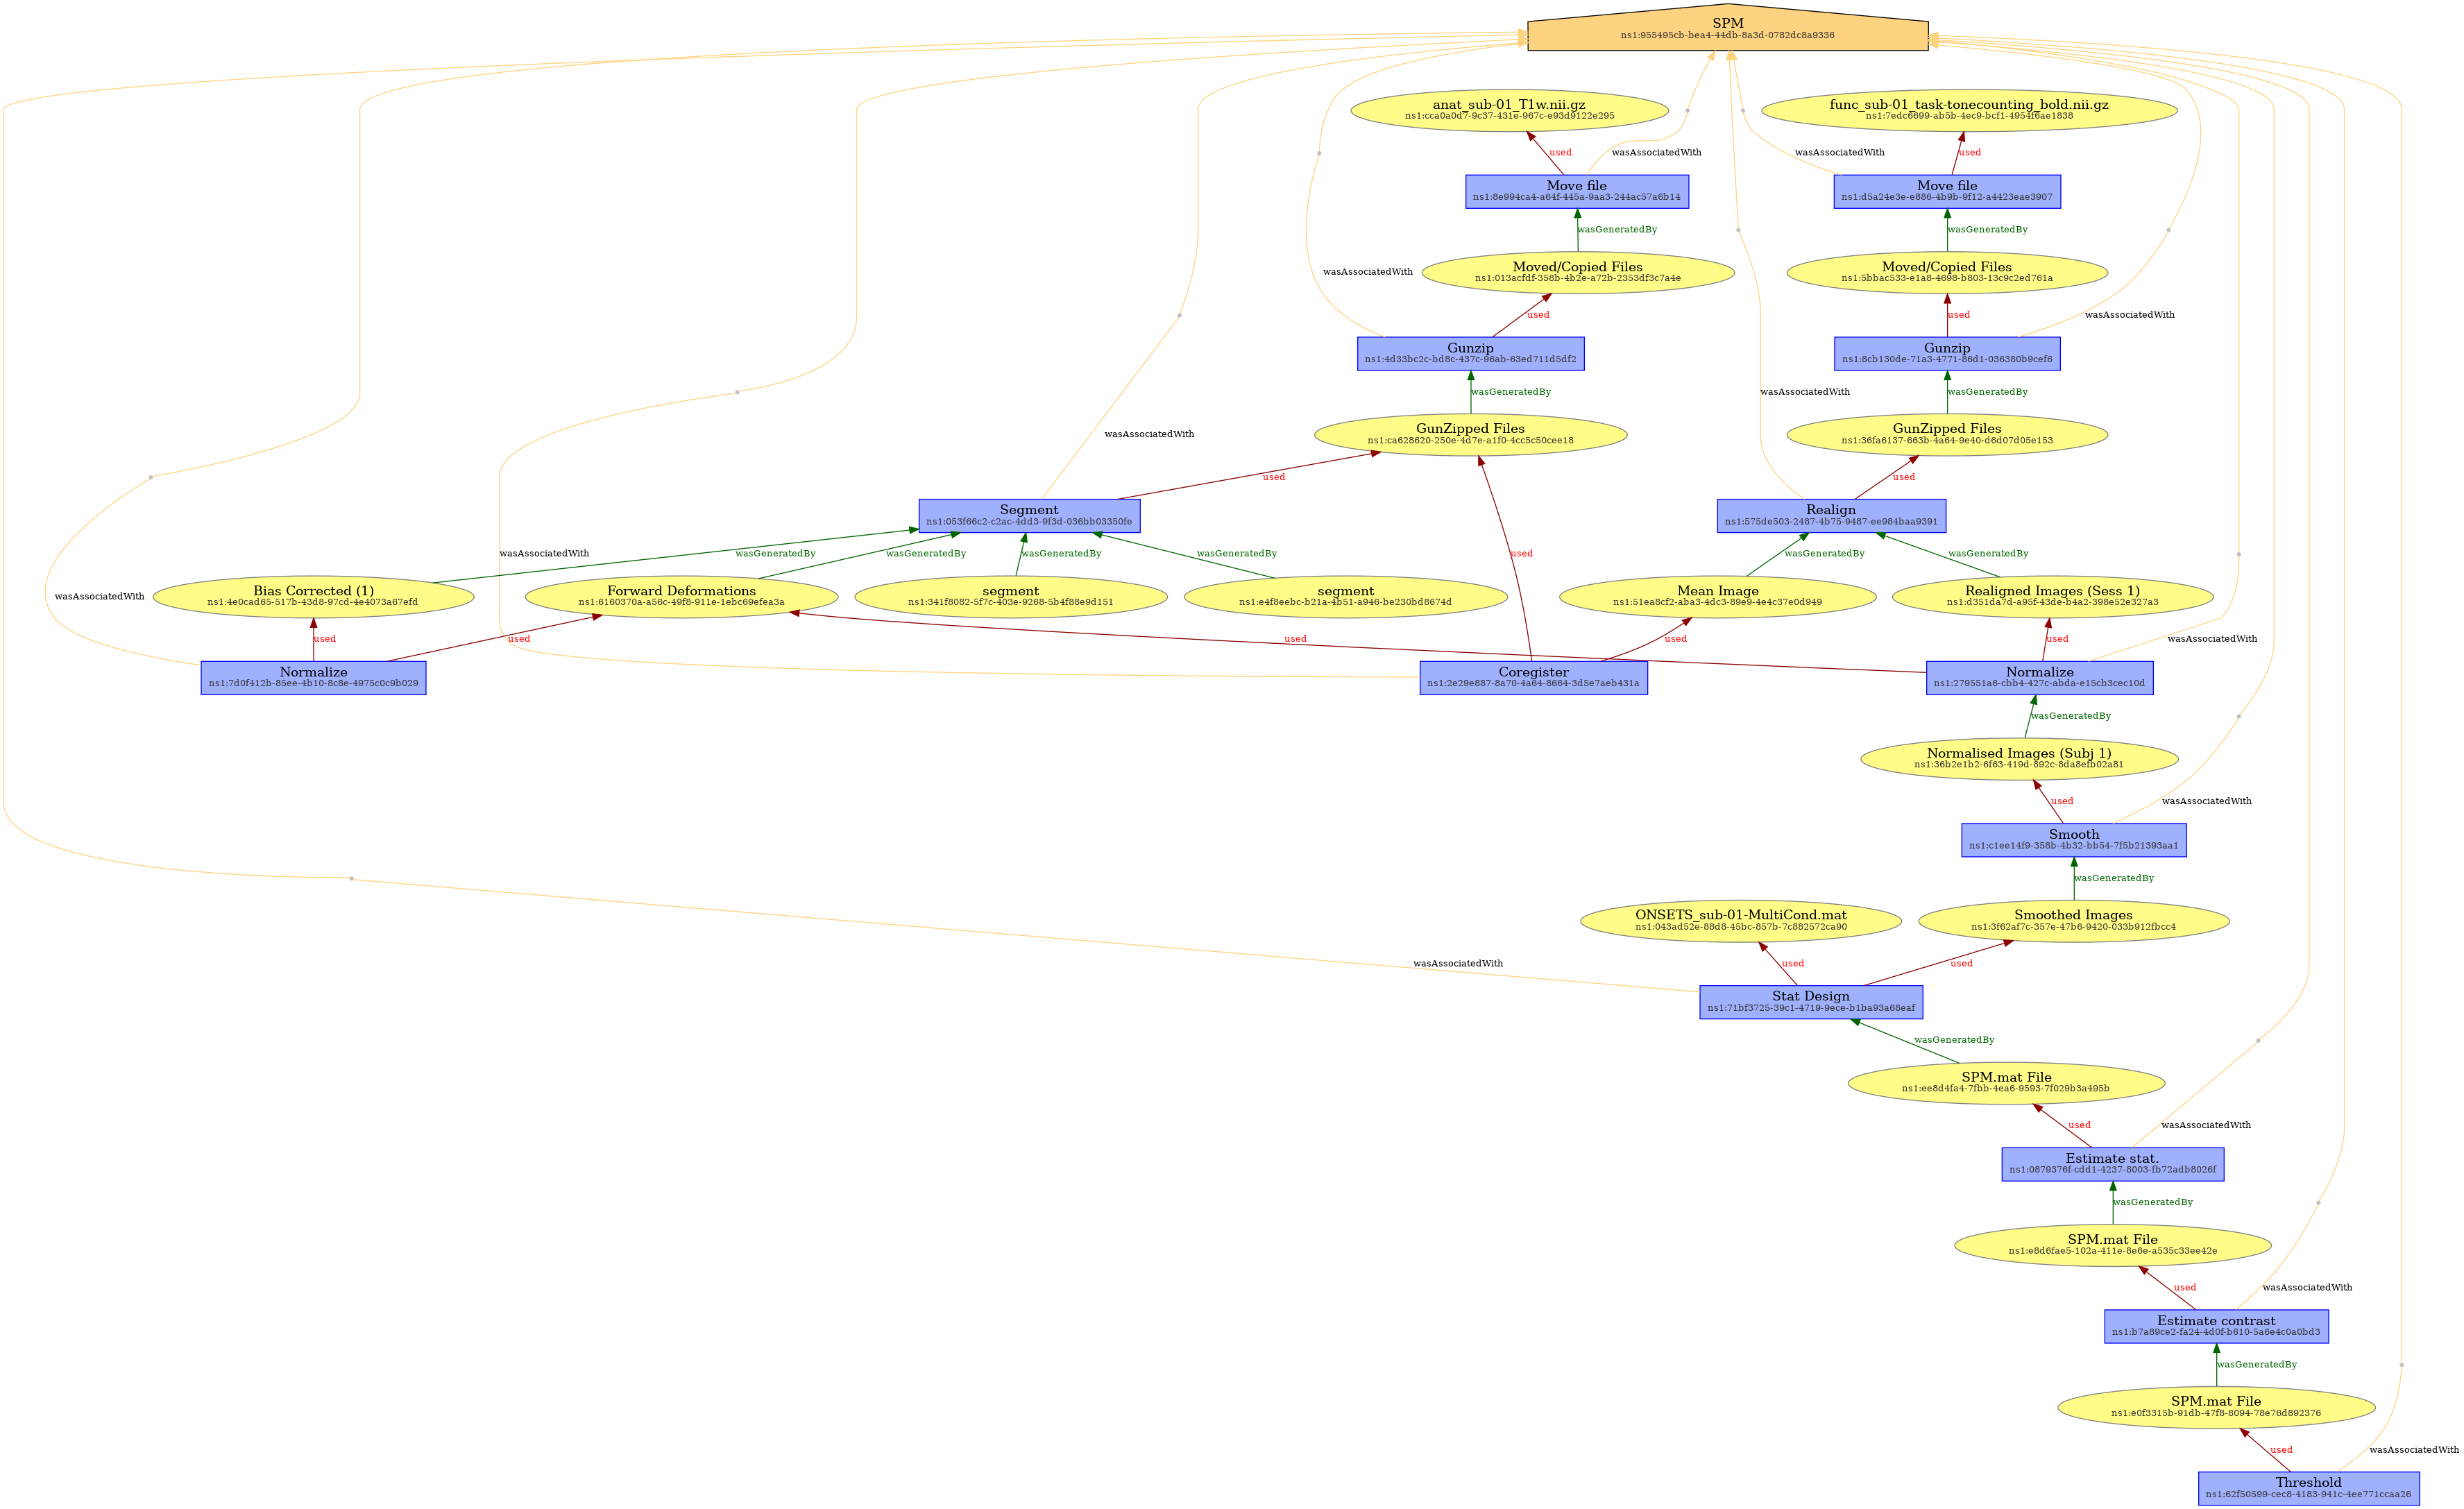 SPM
ns1:955495cb-bea4-44db-8a3d-0782dc8a9336
anat_sub-01_T1w.nii.gz
ns1:cca0a0d7-9c37-431e-967c-e93d9122e295
func_sub-01_task-tonecounting_bold.nii.gz
ns1:7edc6699-ab5b-4ec9-bcf1-4954f6ae1838
used
wasAssociatedWith
wasAssociatedWith
used
Move file
ns1:8e994ca4-a64f-445a-9aa3-244ac57a6b14
Move file
ns1:d5a24e3e-e886-4b9b-9f12-a4423eae3907
wasGeneratedBy
wasGeneratedBy
Moved/Copied Files
ns1:013acfdf-358b-4b2e-a72b-2353df3c7a4e
Moved/Copied Files
ns1:5bbac533-e1a8-4698-b803-13c9c2ed761a
wasAssociatedWith
used
used
wasAssociatedWith
Gunzip
ns1:4d33bc2c-bd8c-437c-96ab-63ed711d5df2
Gunzip
ns1:8cb130de-71a3-4771-86d1-036380b9cef6
wasGeneratedBy
wasAssociatedWith
wasGeneratedBy
wasAssociatedWith
GunZipped Files
ns1:ca628620-250e-4d7e-a1f0-4cc5c50cee18
GunZipped Files
ns1:36fa6137-663b-4a64-9e40-d6d07d05e153
used
used
Segment
ns1:053f66c2-c2ac-4dd3-9f3d-036bb03350fe
Realign
ns1:575de503-2487-4b75-9487-ee984baa9391
wasAssociatedWith
wasGeneratedBy
wasGeneratedBy
wasGeneratedBy
wasGeneratedBy
used
wasGeneratedBy
wasGeneratedBy
wasAssociatedWith
Bias Corrected (1)
ns1:4e0cad65-517b-43d8-97cd-4e4073a67efd
Forward Deformations
ns1:6160370a-a56c-49f8-911e-1ebc69efea3a
segment
ns1:341f8082-5f7c-403e-9268-5b4f88e9d151
segment
ns1:e4f8eebc-b21a-4b51-a946-be230bd8674d
Mean Image
ns1:51ea8cf2-aba3-4dc3-89e9-4e4c37e0d949
Realigned Images (Sess 1)
ns1:d351da7d-a95f-43de-b4a2-398e52e327a3
used
used
used
used
used
wasAssociatedWith
Normalize
ns1:7d0f412b-85ee-4b10-8c8e-4975c0c9b029
Coregister
ns1:2e29e887-8a70-4a64-8664-3d5e7aeb431a
Normalize
ns1:279551a6-cbb4-427c-abda-e15cb3cec10d
wasGeneratedBy
Normalised Images (Subj 1)
ns1:36b2e1b2-6f63-419d-892c-8da8efb02a81
used
wasAssociatedWith
Smooth
ns1:c1ee14f9-358b-4b32-bb54-7f5b21393aa1
wasGeneratedBy
ONSETS_sub-01-MultiCond.mat
ns1:043ad52e-88d8-45bc-857b-7c882572ca90
Smoothed Images
ns1:3f62af7c-357e-47b6-9420-033b912fbcc4
wasAssociatedWith
used
used
Stat Design
ns1:71bf3725-39c1-4719-9ece-b1ba93a68eaf
wasGeneratedBy
SPM.mat File
ns1:ee8d4fa4-7fbb-4ea6-9593-7f029b3a495b
used
wasAssociatedWith
Estimate stat.
ns1:0879376f-cdd1-4237-8003-fb72adb8026f
wasGeneratedBy
SPM.mat File
ns1:e8d6fae5-102a-411e-8e6e-a535c33ee42e
used
wasAssociatedWith
Estimate contrast
ns1:b7a89ce2-fa24-4d0f-b610-5a6e4c0a0bd3
wasGeneratedBy
SPM.mat File
ns1:e0f3315b-91db-47f8-8094-78e76d892376
used
wasAssociatedWith
Threshold
ns1:62f50599-cec8-4183-941c-4ee771ccaa26